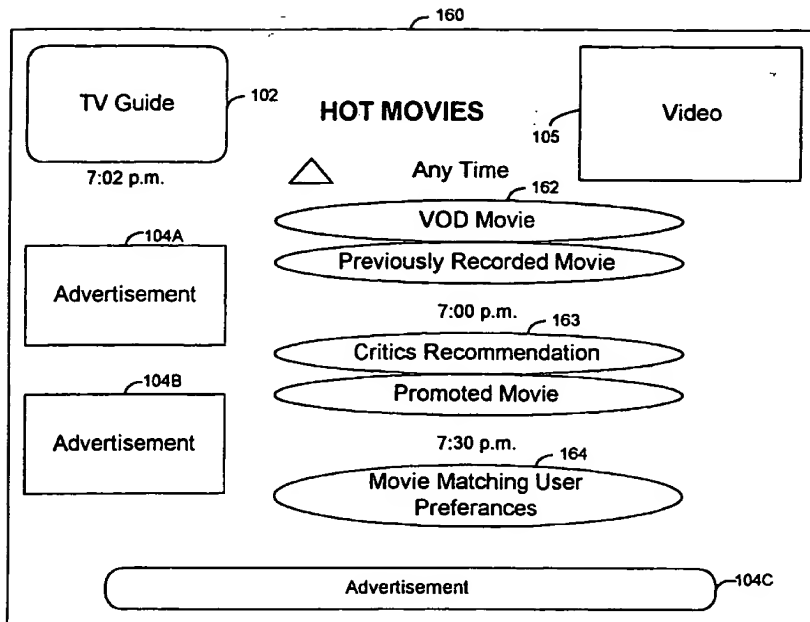 160
TV Guide
102
HOT MOVIES
105
Video
7:02 p.m.
Any Time
162
VOD Movie
Previously Recorded Movie
104A
Advertisement
7:00 p.m.
163
Critics Recommendation
Promoted Movie
104B
Advertisement
7:30 p.m.
164
Movie Matching User
Preferances
Advertisement
104C